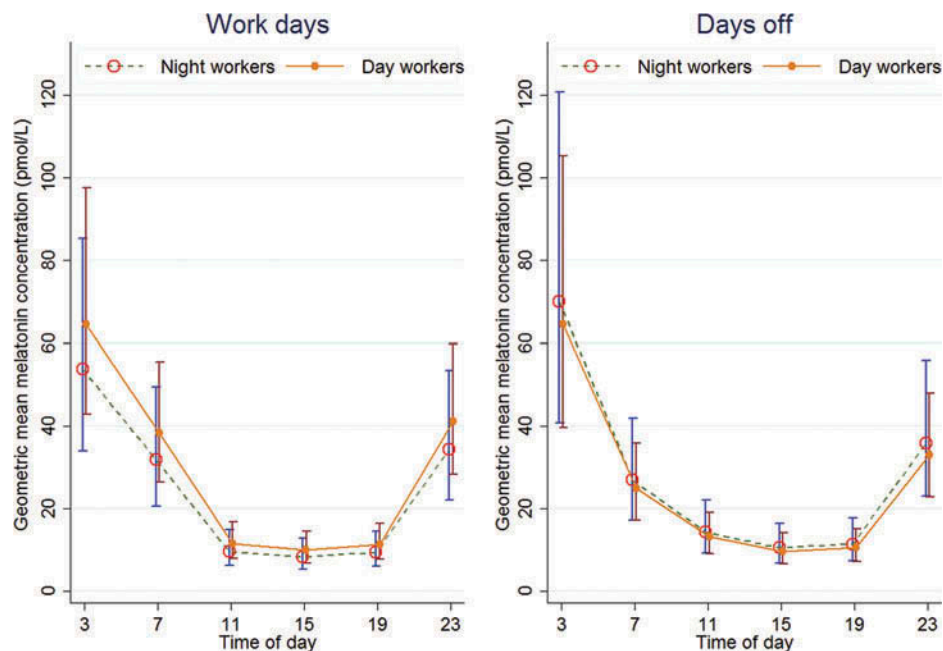 Work days
Night workers
Day workers
Geometric mean melatonin concentration (pmol/L)
120
100
80
60
40
20
0
3 7 11 15 19 23
Time of day
Days off
Night workers
Day workers
Geometric mean melatonin concentration (pmol/L)
120
100
80
60
40
20
0
3 7 11 15 19 23
Time of day